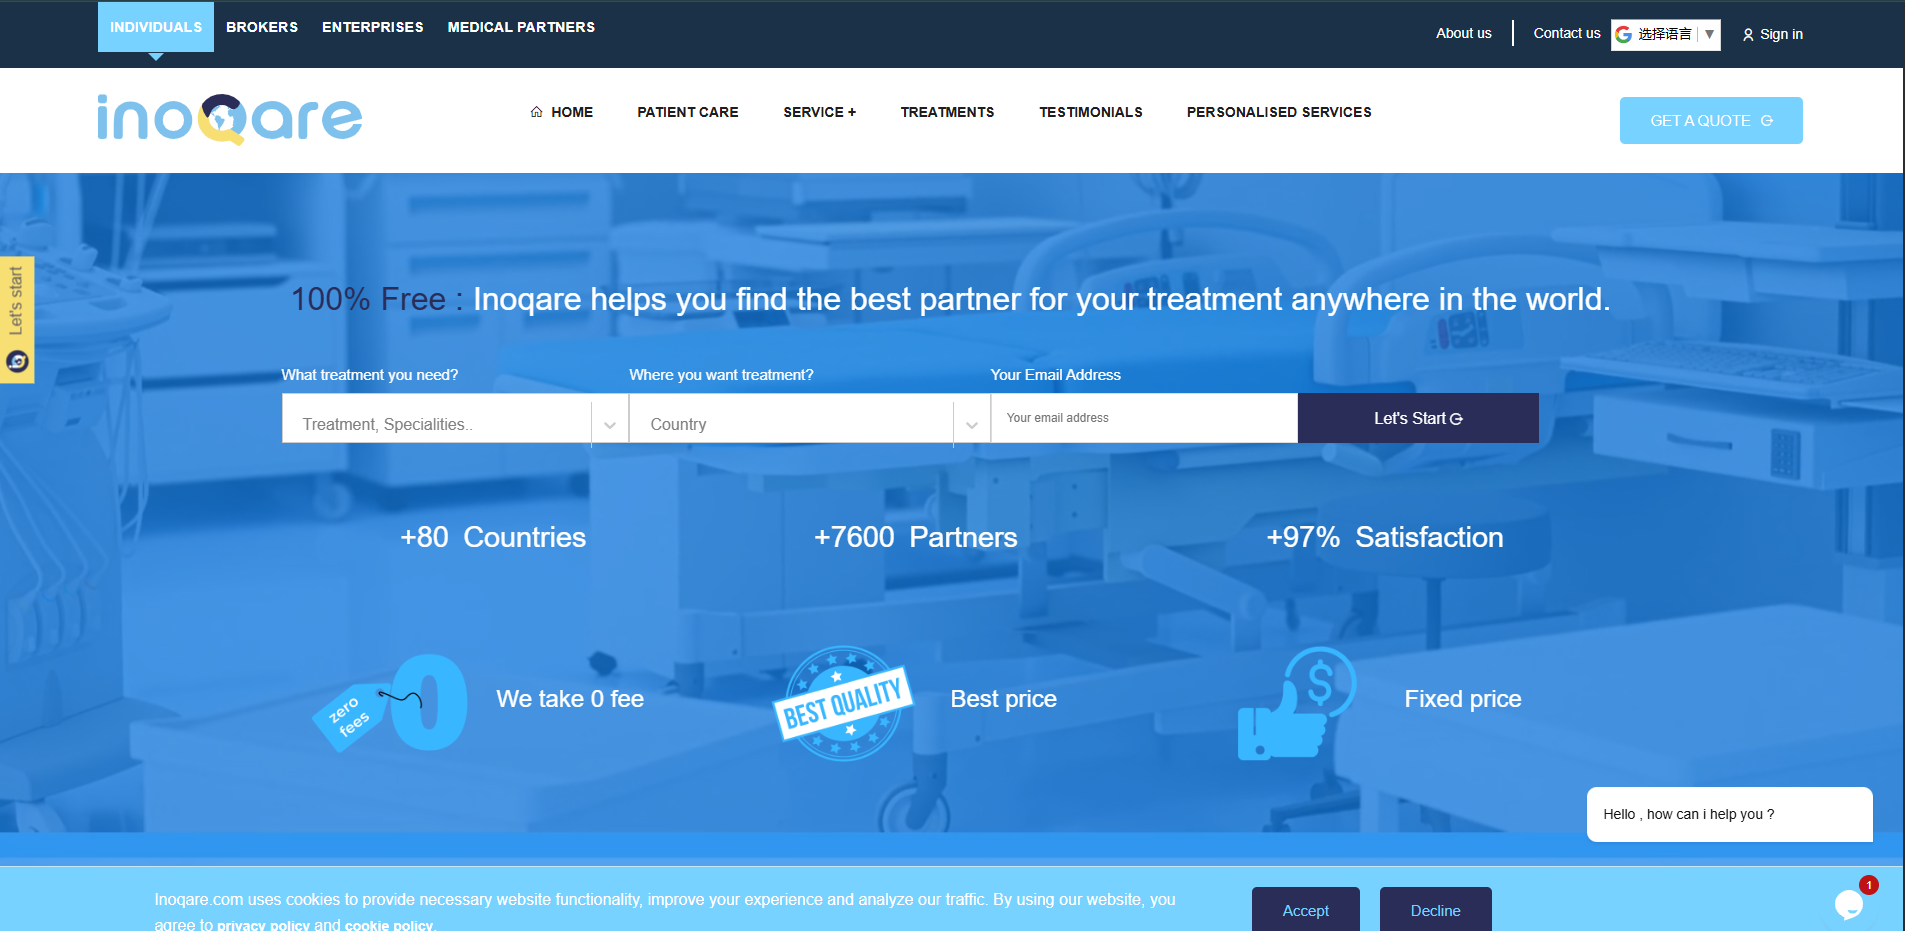 INDIVIDUALS BROKERS ENTERPRISES MEDICAL PARTNERS
About us Contact us 选择语言 ▼ Sign in
inoQare
HOME PATIENT CARE SERVICE + TREATMENTS TESTIMONIALS PERSONALISED SERVICES
GET A QUOTE
Let's start
100% Free : Inoqare helps you find the best partner for your treatment anywhere in the world.
What treatment you need? Where you want treatment? Your Email Address
Treatment, Specialities.. Country Your email address Let's Start
+80 Countries +7600 Partners +97% Satisfaction
zero
fees
0
We take 0 fee
BEST QUALITY
Best price
$
Fixed price
Hello , how can i help you ?
Inoqare.com uses cookies to provide necessary website functionality, improve your experience and analyze our traffic. By using our website, you
agree to privacy policy and cookie policy.
Accept Decline
1